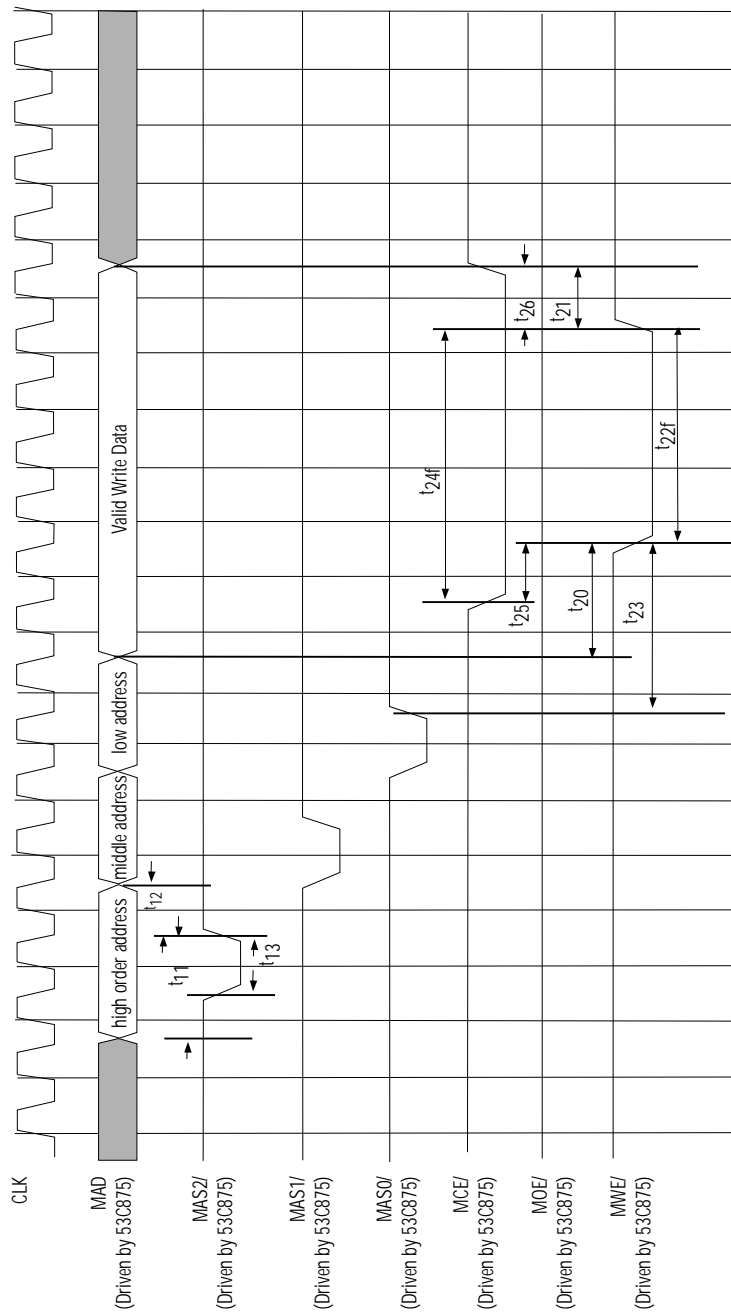 CLK
MAD
(Driven by 53C875)
high order address
middle address
low address
Valid Write Data
MAS2/
(Driven by 53C875)
t11
t12
t13
MAS1/
(Driven by 53C875)
MAS0/
(Driven by 53C875)
MCE/
(Driven by 53C875)
t24f
t25
t26
MOE/
(Driven by 53C875)
t20
t21
MWE/
(Driven by 53C875)
t23
t22f